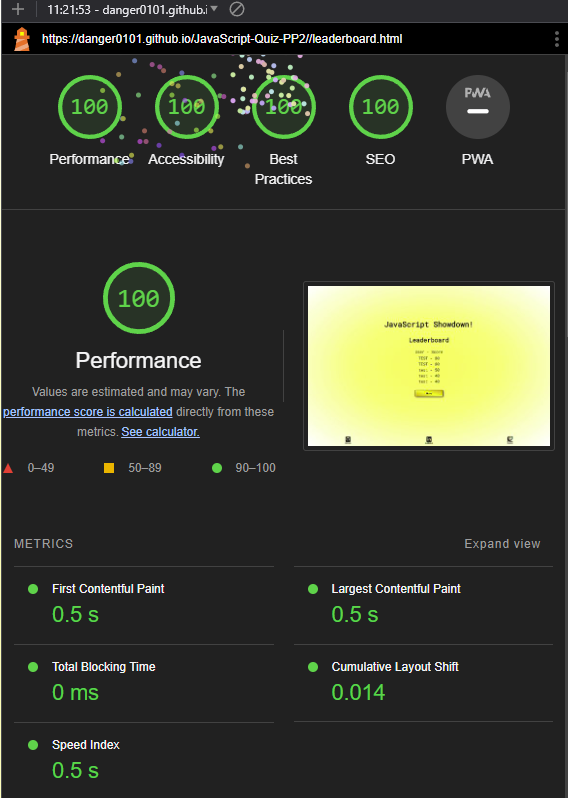 11:21:53 - danger0101.github.i
https://danger0101.github.io/JavaScript-Quiz-PP2//leaderboard.html
100 100 100 100 PWA
Performance Accessibility Best Practices SEO PWA
100
Performance
Values are estimated and may vary. The
performance score is calculated directly from these
metrics. See calculator.
0–49 50–89 90–100
JavaScript Showdown!
Leaderboard
METRICS Expand view
First Contentful Paint
0.5 s
Largest Contentful Paint
0.5 s
Total Blocking Time
0 ms
Cumulative Layout Shift
0.014
Speed Index
0.5 s